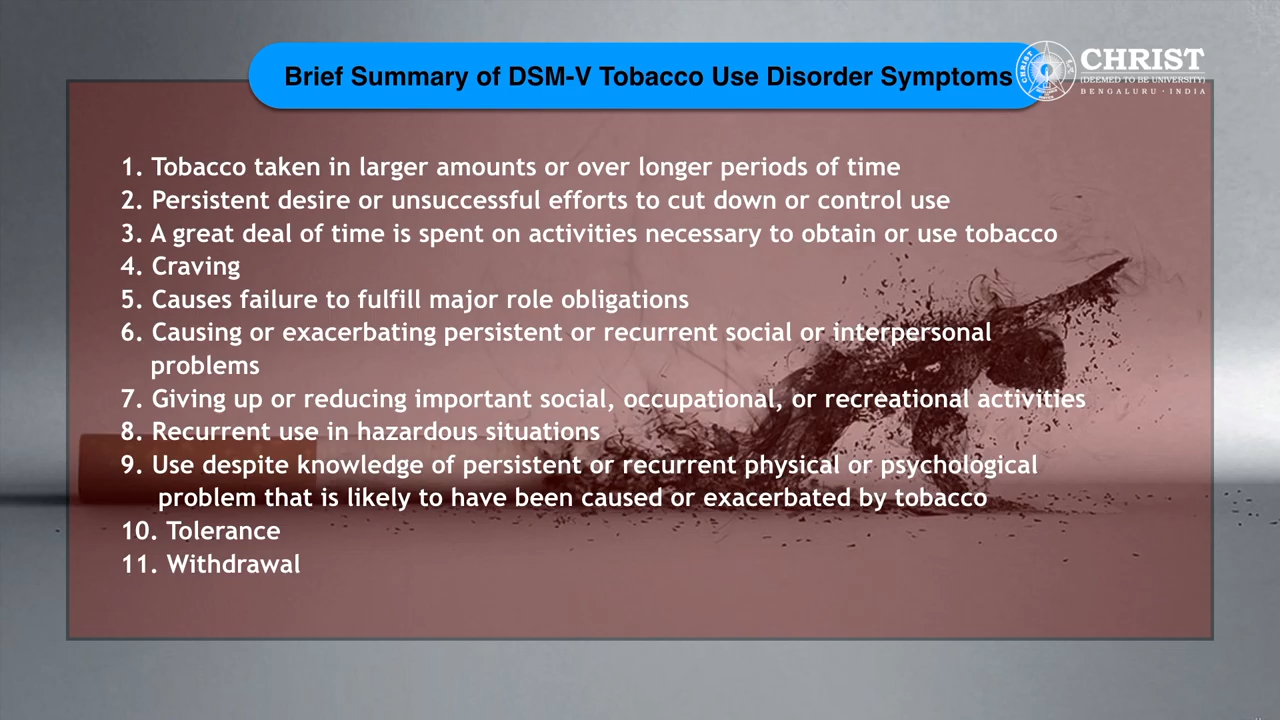 Brief Summary of DSM-V Tobacco Use Disorder Symptoms
CHRIST
(DEEMED TO BE UNIVERSITY)
BENGALURU · INDIA
1. Tobacco taken in larger amounts or over longer periods of time
2. Persistent desire or unsuccessful efforts to cut down or control use
3. A great deal of time is spent on activities necessary to obtain or use tobacco
4. Craving
5. Causes failure to fulfill major role obligations
6. Causing or exacerbating persistent or recurrent social or interpersonal
problems
7. Giving up or reducing important social, occupational, or recreational activities
8. Recurrent use in hazardous situations
9. Use despite knowledge of persistent or recurrent physical or psychological
problem that is likely to have been caused or exacerbated by tobacco
10. Tolerance
11. Withdrawal